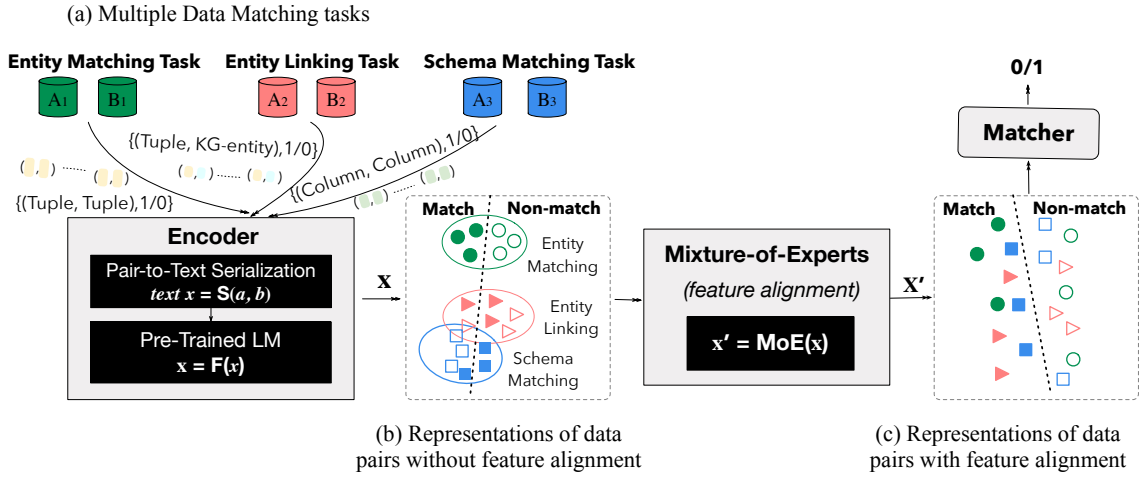 (a) Multiple Data Matching tasks
Entity Matching Task
Entity Linking Task
Schema Matching Task
A1
B1
A2
B2
A3
B3
0/1
Matcher
{(Tuple, KG-entity),1/0}
{(Column, Column),1/0}
( , ) ...... ( , )
( , ) ...... ( , )
( , ) ...... ( , )
{(Tuple, Tuple),1/0}
Encoder
Pair-to-Text Serialization
text x = S(a, b)
Pre-Trained LM
x = F(x)
x
Match
Non-match
Entity
Matching
Entity
Linking
Schema
Matching
Mixture-of-Experts
(feature alignment)
x′ = MoE(x)
X′
Match
Non-match
(b) Representations of data
pairs without feature alignment
(c) Representations of data
pairs with feature alignment